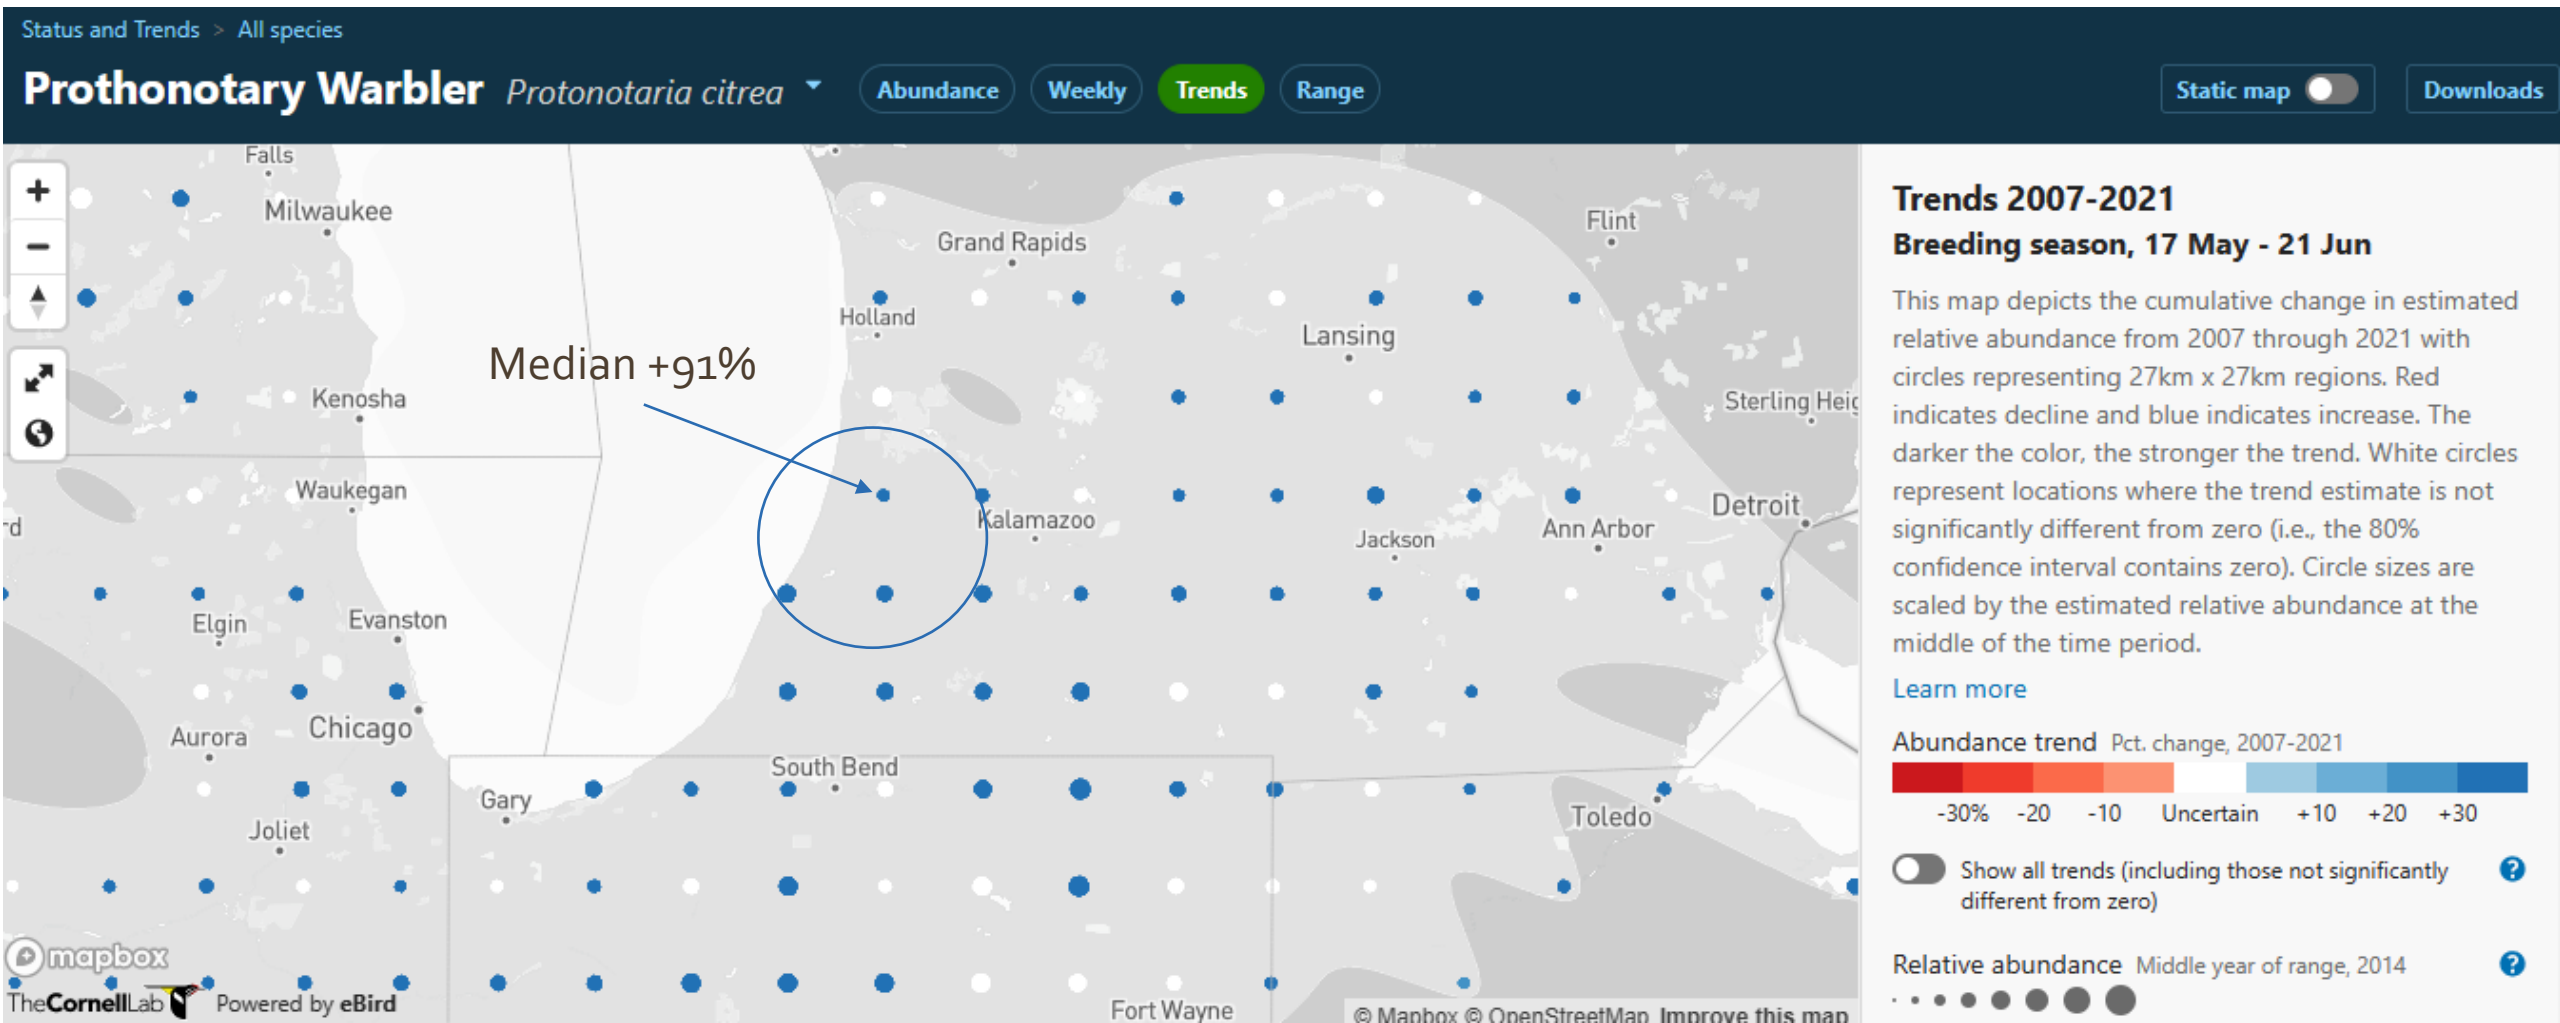 Status and Trends > All species
Prothonotary Warbler Protonotaria citrea
Abundance
Weekly
Trends
Range
Static map
Downloads
Falls
Milwaukee
Flint
Grand Rapids
Holland
Lansing
Median +91%
Kenosha
Sterling Heig
Waukegan
rd
Kalamazoo
Jackson
Ann Arbor
Detroit
Elgin
Evanston
Aurora
Chicago
South Bend
Gary
Joliet
Toledo
Fort Wayne
mapbox
TheCornellLab Powered by eBird
© Mapbox © OpenStreetMap Improve this map
Trends 2007-2021
Breeding season, 17 May - 21 Jun
This map depicts the cumulative change in estimated
relative abundance from 2007 through 2021 with
circles representing 27km x 27km regions. Red
indicates decline and blue indicates increase. The
darker the color, the stronger the trend. White circles
represent locations where the trend estimate is not
significantly different from zero (i.e., the 80%
confidence interval contains zero). Circle sizes are
scaled by the estimated relative abundance at the
middle of the time period.
Learn more
Abundance trend Pct. change, 2007-2021
-30% -20 -10 Uncertain +10 +20 +30
Show all trends (including those not significantly
different from zero)
?
Relative abundance Middle year of range, 2014
?